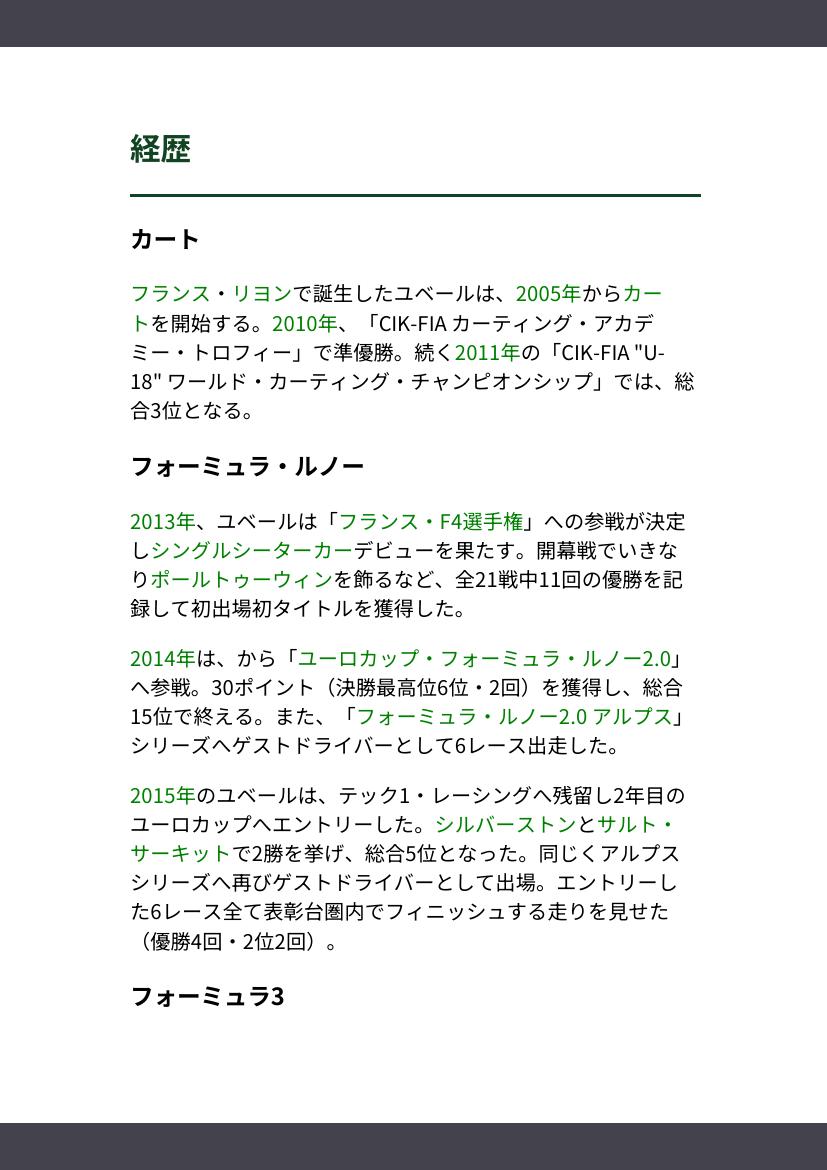 経歴
カート
フランス・リヨンで誕生したユベールは、2005年からカー
トを開始する。2010年、「CIK-FIA カーティング・アカデ
ミー・トロフィー」で準優勝。続く2011年の「CIK-FIA "U-
18" ワールド・カーティング・チャンピオンシップ」では、総
合3位となる。
フォーミュラ・ルノー
2013年、ユベールは「フランス・F4選手権」への参戦が決定
しシングルシーターカーデビューを果たす。開幕戦でいきな
りポールトゥーウィンを飾るなど、全21戦中11回の優勝を記
録して初出場初タイトルを獲得した。
2014年は、から「ユーロカップ・フォーミュラ・ルノー2.0」
へ参戦。30ポイント（決勝最高位6位・2回）を獲得し、総合
15位で終える。また、「フォーミュラ・ルノー2.0 アルプス」
シリーズへゲストドライバーとして6レース出走した。
2015年のユベールは、テック1・レーシングへ残留し2年目の
ユーロカップへエントリーした。シルバーストンとサルト・
サーキットで2勝を挙げ、総合5位となった。同じくアルプス
シリーズへ再びゲストドライバーとして出場。エントリーし
た6レース全て表彰台圏内でフィニッシュする走りを見せた
（優勝4回・2位2回）。
フォーミュラ3